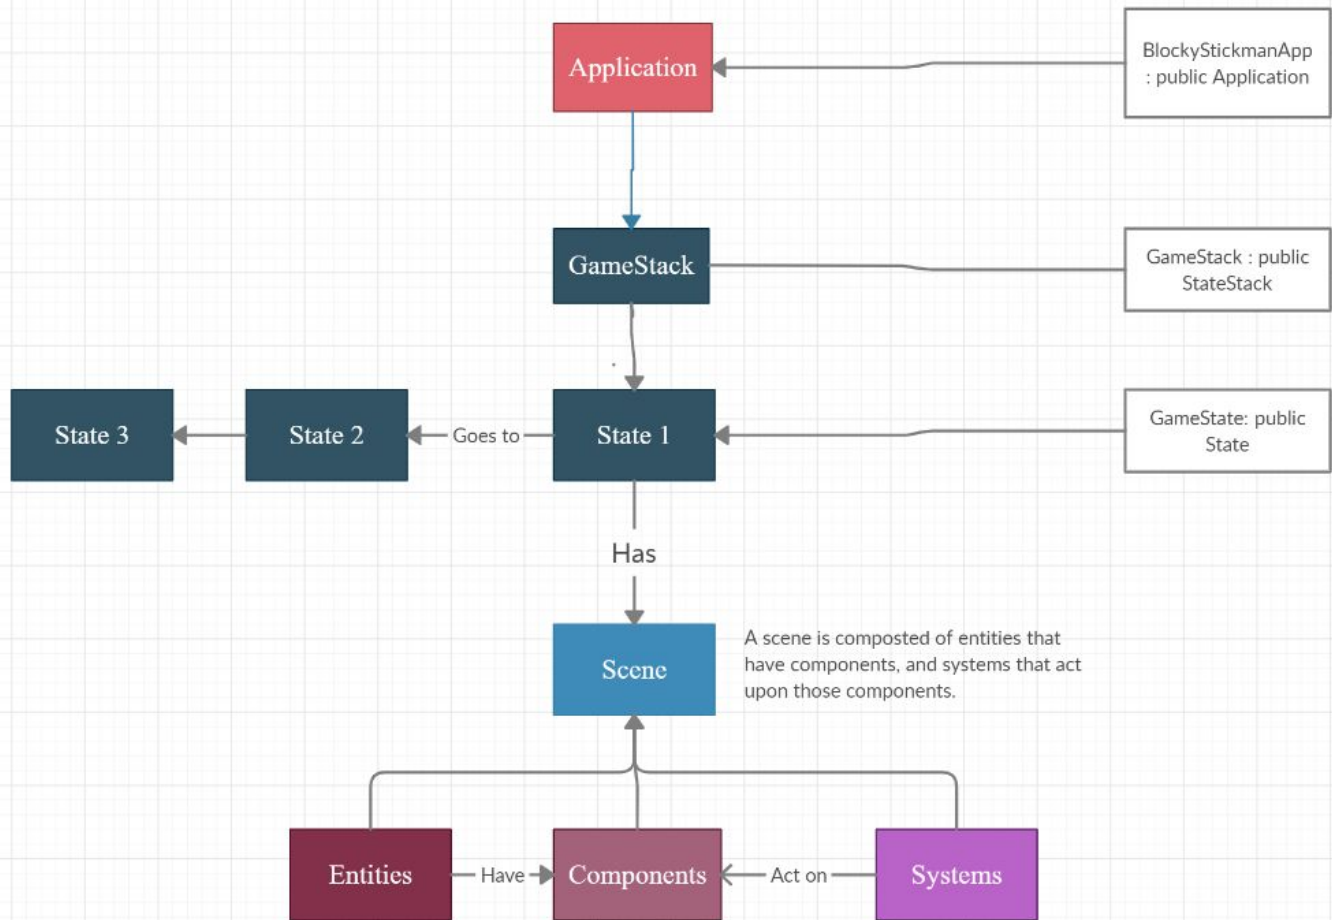 Application
BlockyStickmanApp
: public Application
GameStack
GameStack : public
StateStack
State 3
State 2
Goes to
State 1
GameState: public
State
Has
Scene
A scene is composted of entities that
have components, and systems that act
upon those components.
Entities
Have
Components
Act on
Systems